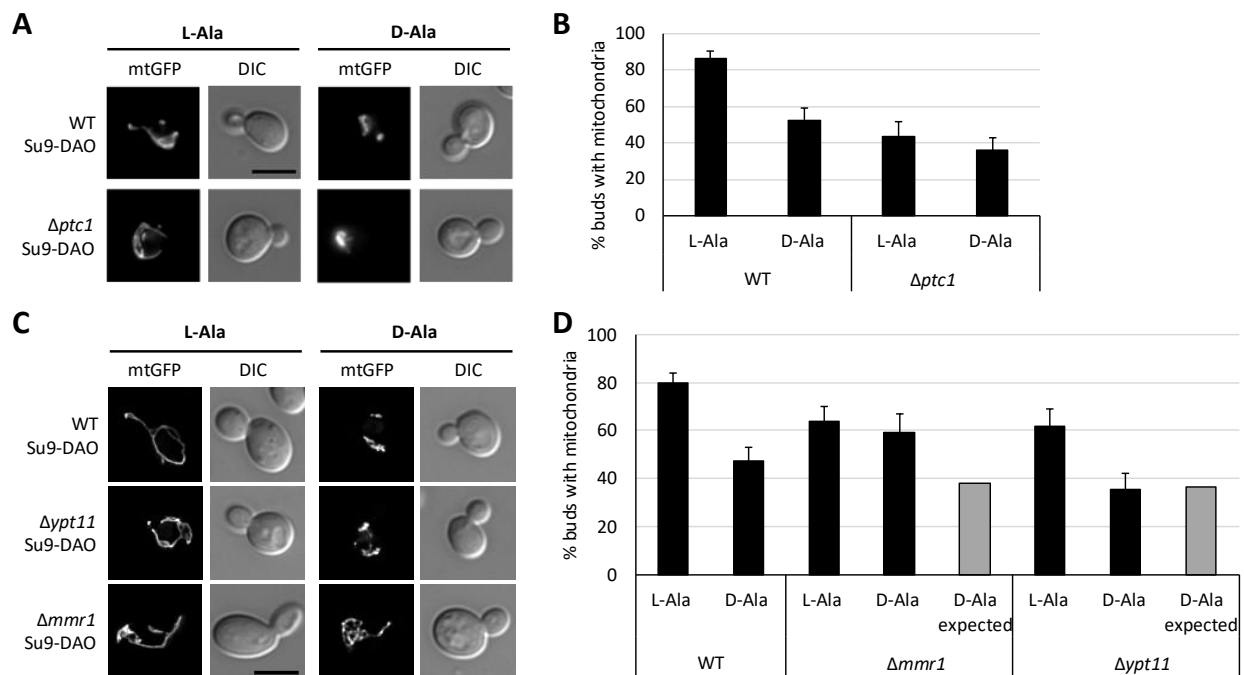 A
L-Ala
D-Ala
mtGFP DIC mtGFP DIC
WT
Su9-DAO
Δptc1
Su9-DAO
B
% buds with mitochondria
100
80
60
40
20
0
L-Ala D-Ala L-Ala D-Ala
WT Δptc1
C
L-Ala
D-Ala
mtGFP DIC mtGFP DIC
WT
Su9-DAO
Δypt11
Su9-DAO
Δmmr1
Su9-DAO
D
% buds with mitochondria
100
80
60
40
20
0
L-Ala D-Ala L-Ala D-Ala D-Ala L-Ala D-Ala D-Ala
expected expected
WT Δmmr1 Δypt11